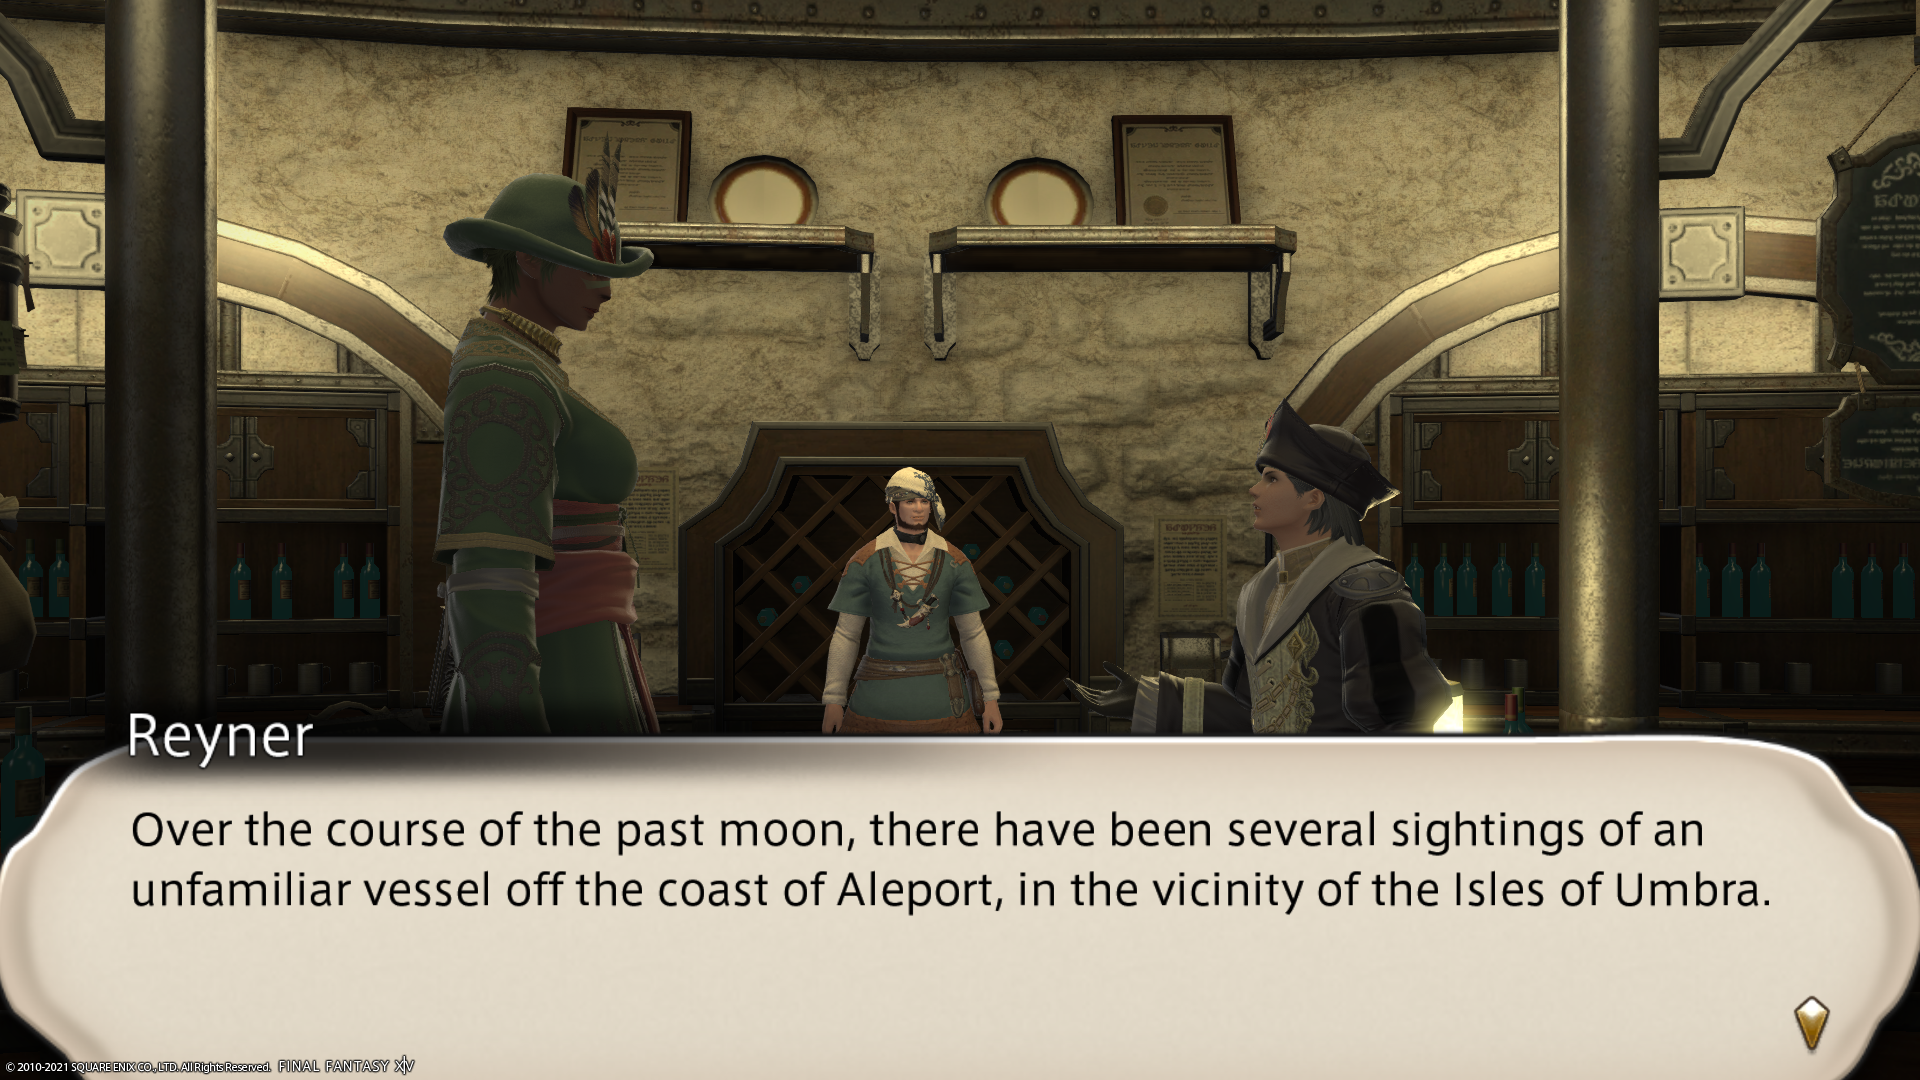 Reyner
Over the course of the past moon, there have been several sightings of an
unfamiliar vessel off the coast of Aleport, in the vicinity of the Isles of Umbra.
© 2010-2021 SQUARE ENIX CO., LTD. All Rights Reserved. FINAL FANTASY XIV